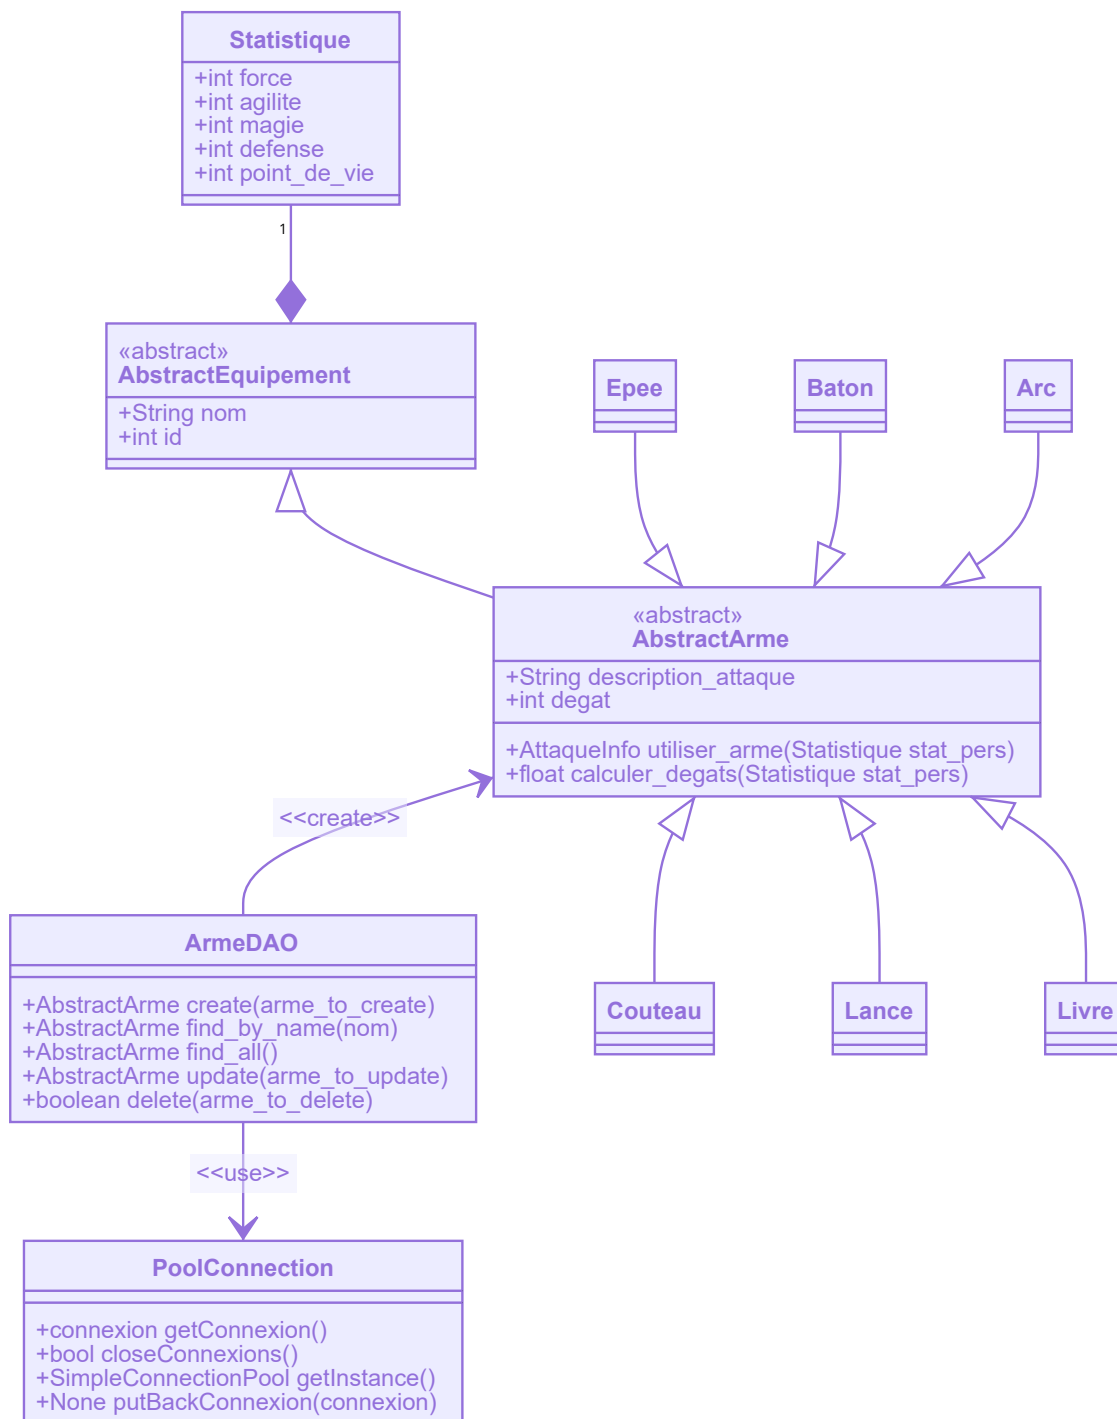 Statistique
+int force
+int agilite
+int magie
+int defense
+int point_de_vie
1
«abstract»
AbstractEquipement
+String nom
+int id
Epee
Baton
Arc
«abstract»
AbstractArme
+String description_attaque
+int degat
+AttaqueInfo utiliser_arme(Statistique stat_pers)
+float calculer_degats(Statistique stat_pers)
<<create>>
ArmeDAO
+AbstractArme create(arme_to_create)
+AbstractArme find_by_name(nom)
+AbstractArme find_all()
+AbstractArme update(arme_to_update)
+boolean delete(arme_to_delete)
Couteau
Lance
Livre
<<use>>
PoolConnection
+connexion getConnexion()
+bool closeConnexions()
+SimpleConnectionPool getInstance()
+None putBackConnexion(connexion)